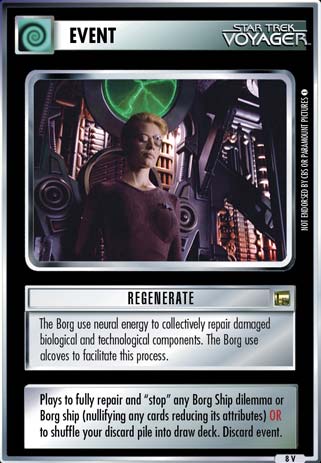 EVENT
STAR TREK
VOYAGER
NOT ENDORSED BY CBS OR PARAMOUNT PICTURES
REGENERATE
The Borg use neural energy to collectively repair damaged
biological and technological components. The Borg use
alcoves to facilitate this process.
Plays to fully repair and “stop” any Borg Ship dilemma or
Borg ship (nullifying any cards reducing its attributes) OR
to shuffle your discard pile into draw deck. Discard event.
8 V